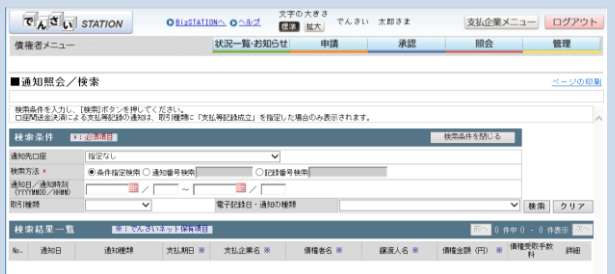 でんさい STATION
BizSTATIONへ ヘルプ 文字の大きさ 標準 拡大 でんさい 太郎さま 支払企業メニュー ログアウト
債権者メニュー 状況一覧・お知らせ 申請 承認 照会 管理
■通知照会／検索 ページの印刷
検索条件を入力し、[検索]ボタンを押してください。
口座間送金決済による支払等記録の通知は、取引種類に「支払等記録成立」を指定した場合のみ表示されます。
検索条件 ※：必須項目 検索条件を閉じる
通知先口座 指定なし
検索方法 * 条件指定検索 通知番号検索 記録番号検索
通知日／通知時刻 (YYYYMMDD／HHMM) / ~ /
取引種類 電子記録日・通知の種類 検索 クリア
検索結果一覧 ※：でんさいネット保有項目 前へ 0 件中 0 - 0 件表示 次へ
No. 通知日 通知種類 支払期日 ※ 支払企業名 ※ 債権者名 ※ 譲渡人名 ※ 債権金額（円） ※ 債権受取手数料 詳細